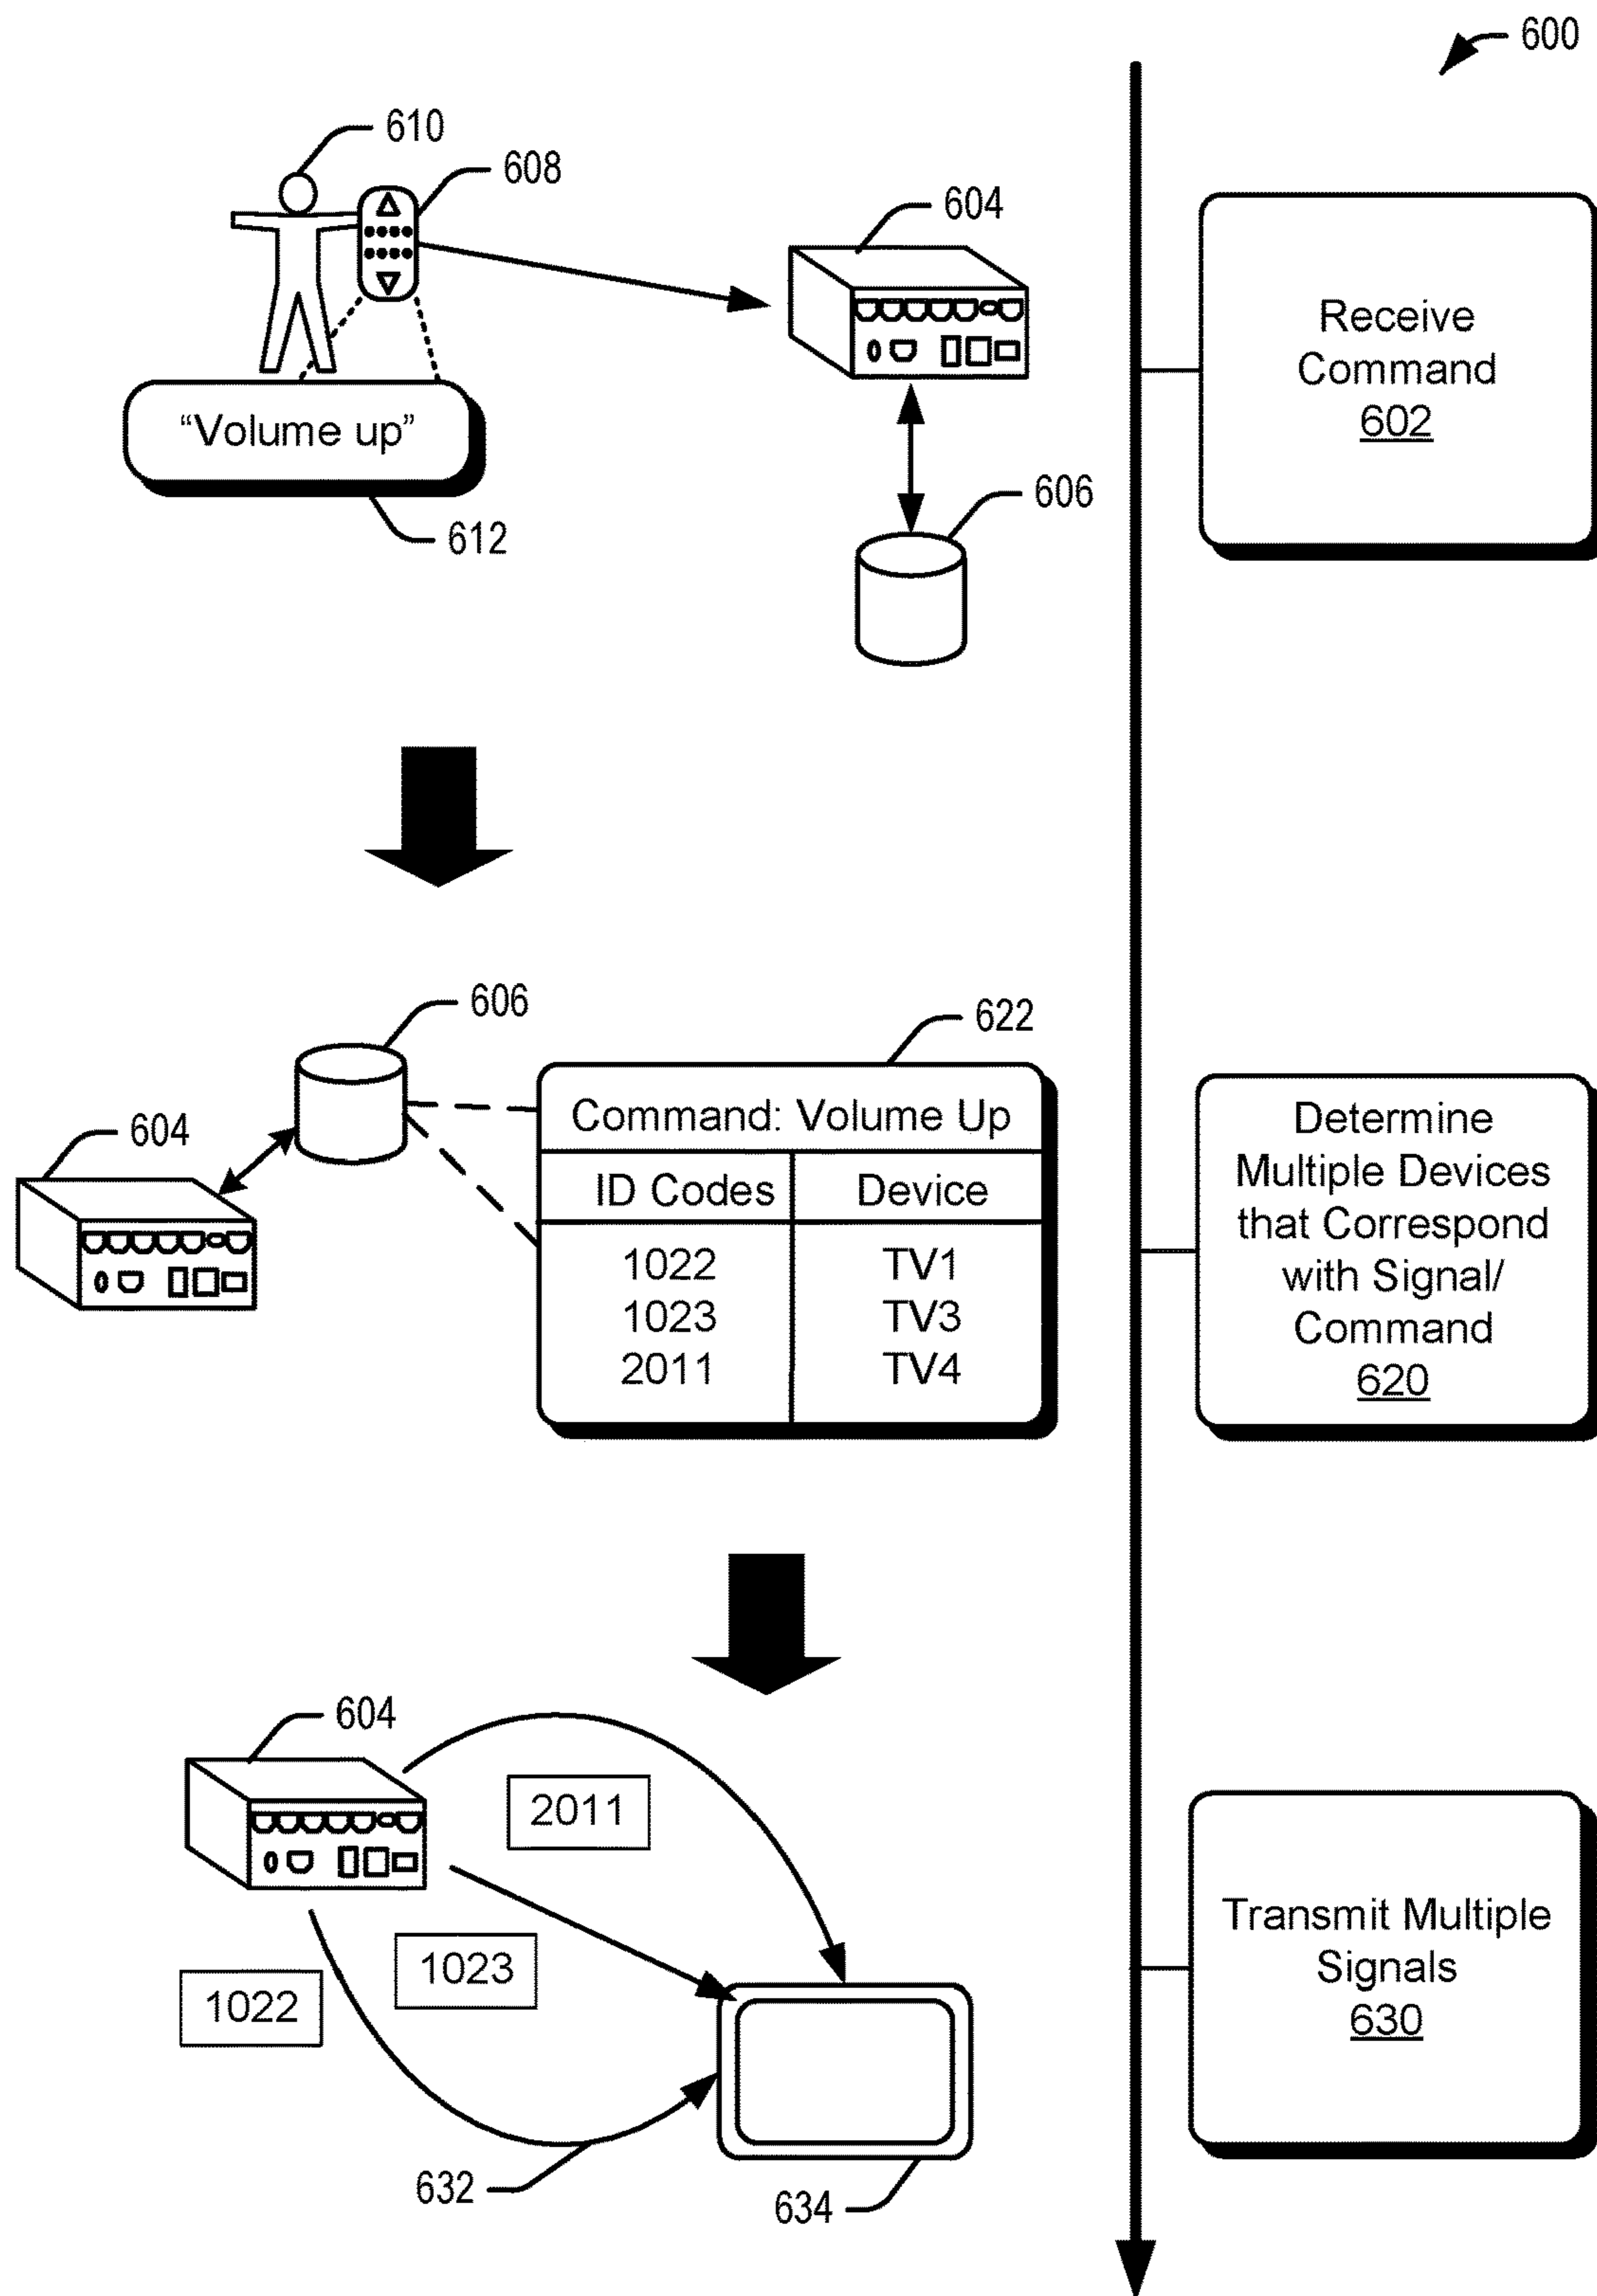 600
610
608
604
"Volume up"
612
606
Receive
Command
602
606
622
604
Command: Volume Up
ID Codes Device
1022 TV1
1023 TV3
2011 TV4
Determine
Multiple Devices
that Correspond
with Signal/
Command
620
604
2011
1023
1022
632
634
Transmit Multiple
Signals
630